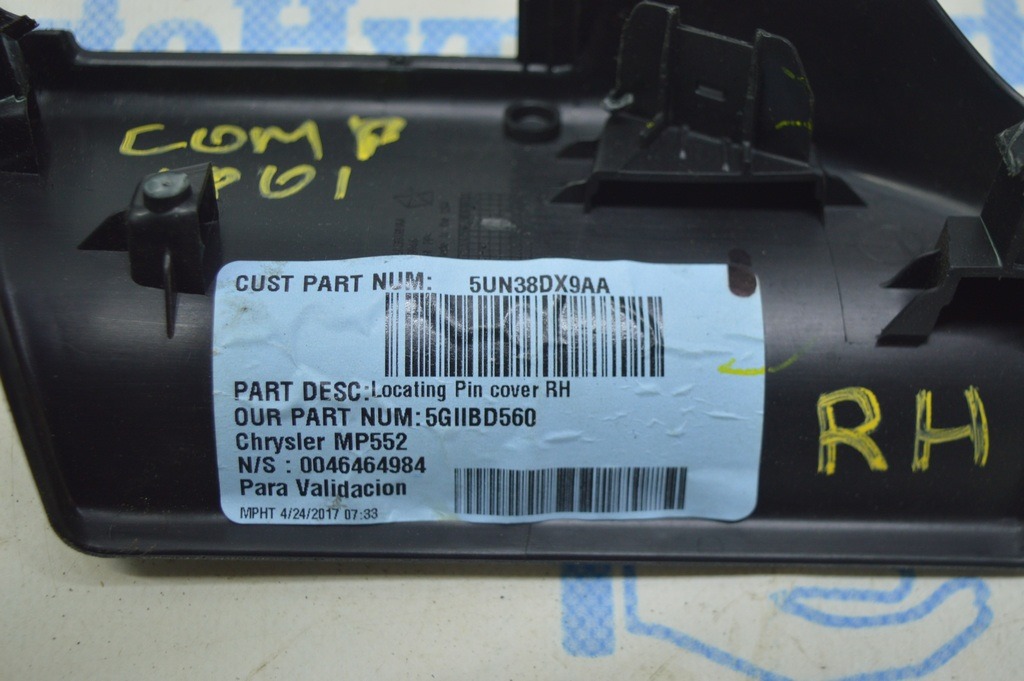 COMP
CUST PART NUM: 5UN38DX9AA
PART DESC: Locating Pin cover RH
OUR PART NUM: 5GIIBD560
Chrysler MP552
N/S : 0046464984
Para Validacion
MPHT 4/24/2017 07:33
RH